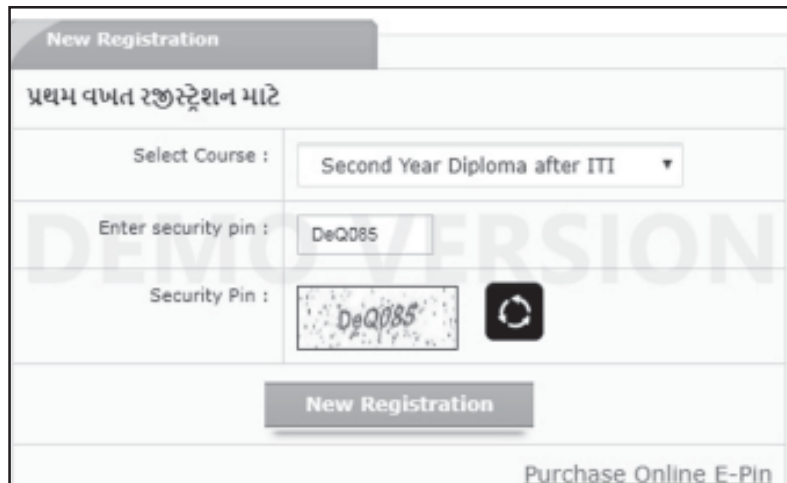 New Registration
પ્રથમ વખત રજીસ્ટ્રેશન માટે
Select Course : Second Year Diploma after ITI
Enter security pin : DeQ085
DEMO VERSION
Security Pin : DeQ085
New Registration
Purchase Online E-Pin